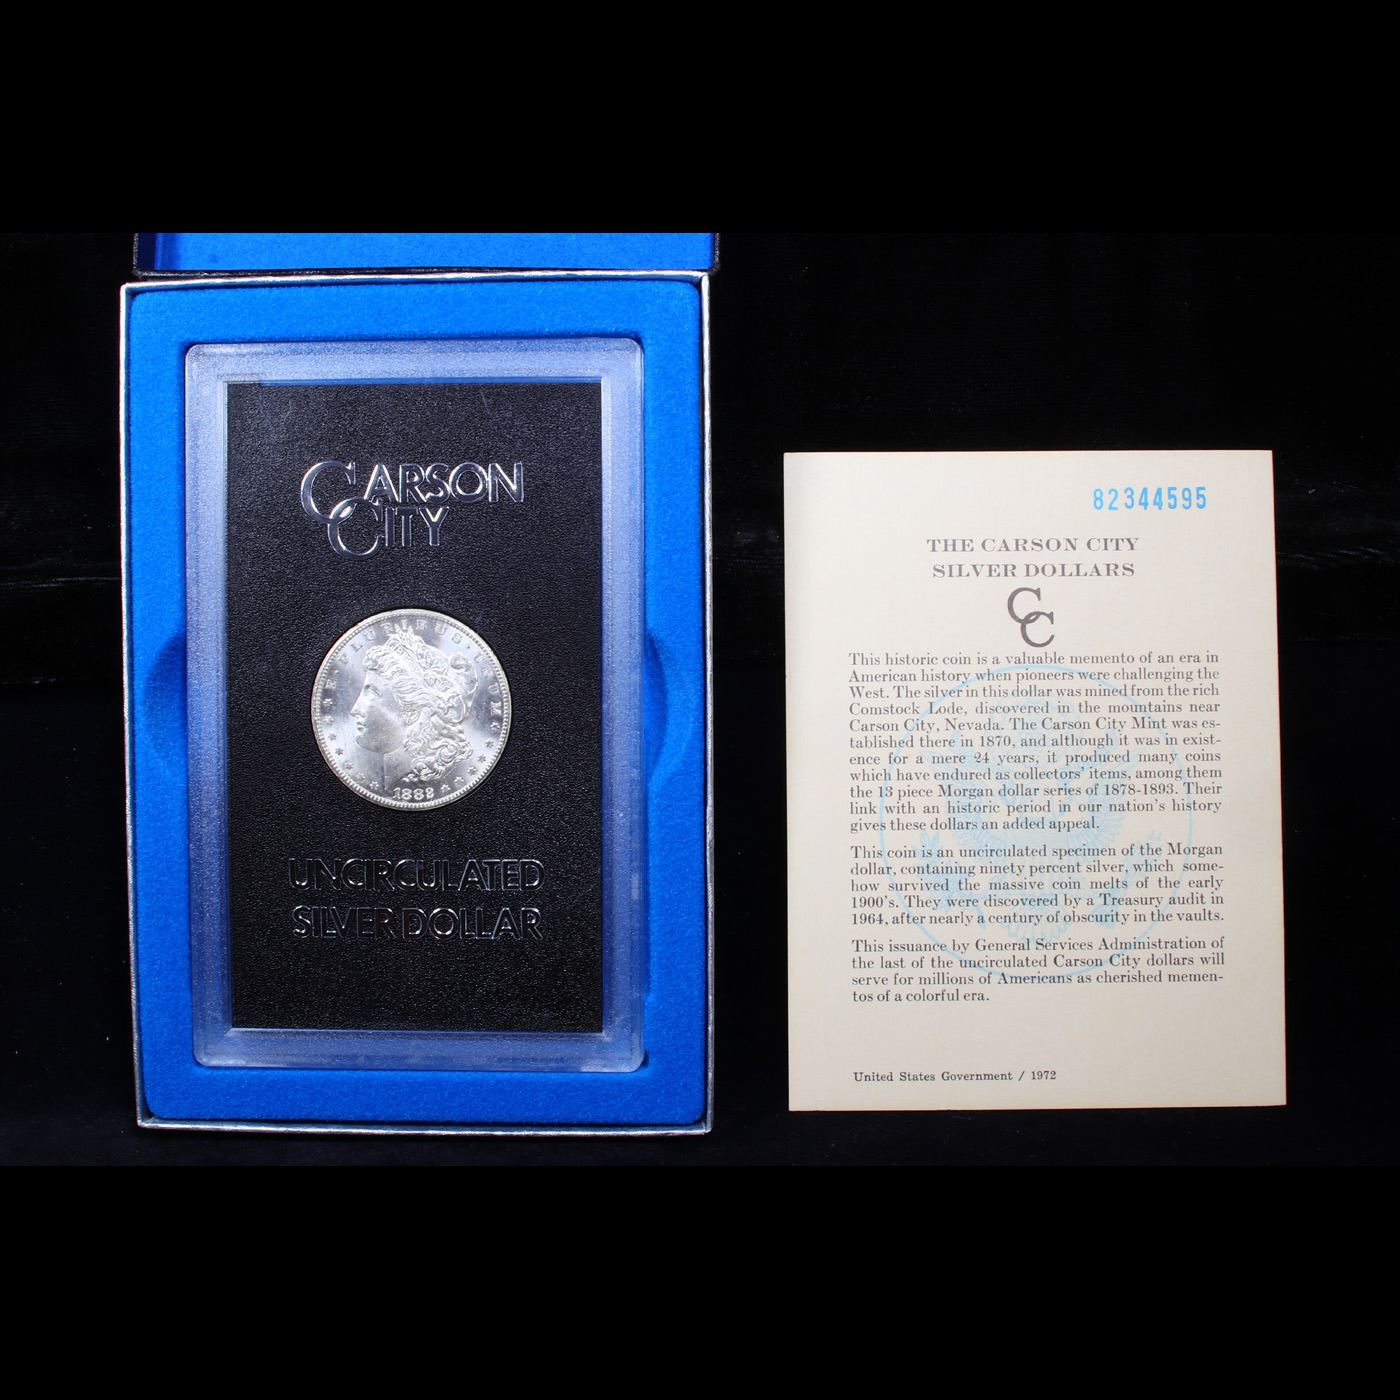 CARSON
CITY
E·PLURIBUS·UNUM
1882
UNCIRCULATED
SILVER DOLLAR
82344595
THE CARSON CITY
SILVER DOLLARS
CC
This historic coin is a valuable memento of an era in
American history when pioneers were challenging the
West. The silver in this dollar was mined from the rich
Comstock Lode, discovered in the mountains near
Carson City, Nevada. The Carson City Mint was es-
tablished there in 1870, and although it was in exist-
ence for a mere 24 years, it produced many coins
which have endured as collectors' items, among them
the 13 piece Morgan dollar series of 1878-1893. Their
link with an historic period in our nation's history
gives these dollars an added appeal.
This coin is an uncirculated specimen of the Morgan
dollar, containing ninety percent silver, which some-
how survived the massive coin melts of the early
1900's. They were discovered by a Treasury audit in
1964, after nearly a century of obscurity in the vaults.
This issuance by General Services Administration of
the last of the uncirculated Carson City dollars will
serve for millions of Americans as cherished memen-
tos of a colorful era.
United States Government / 1972